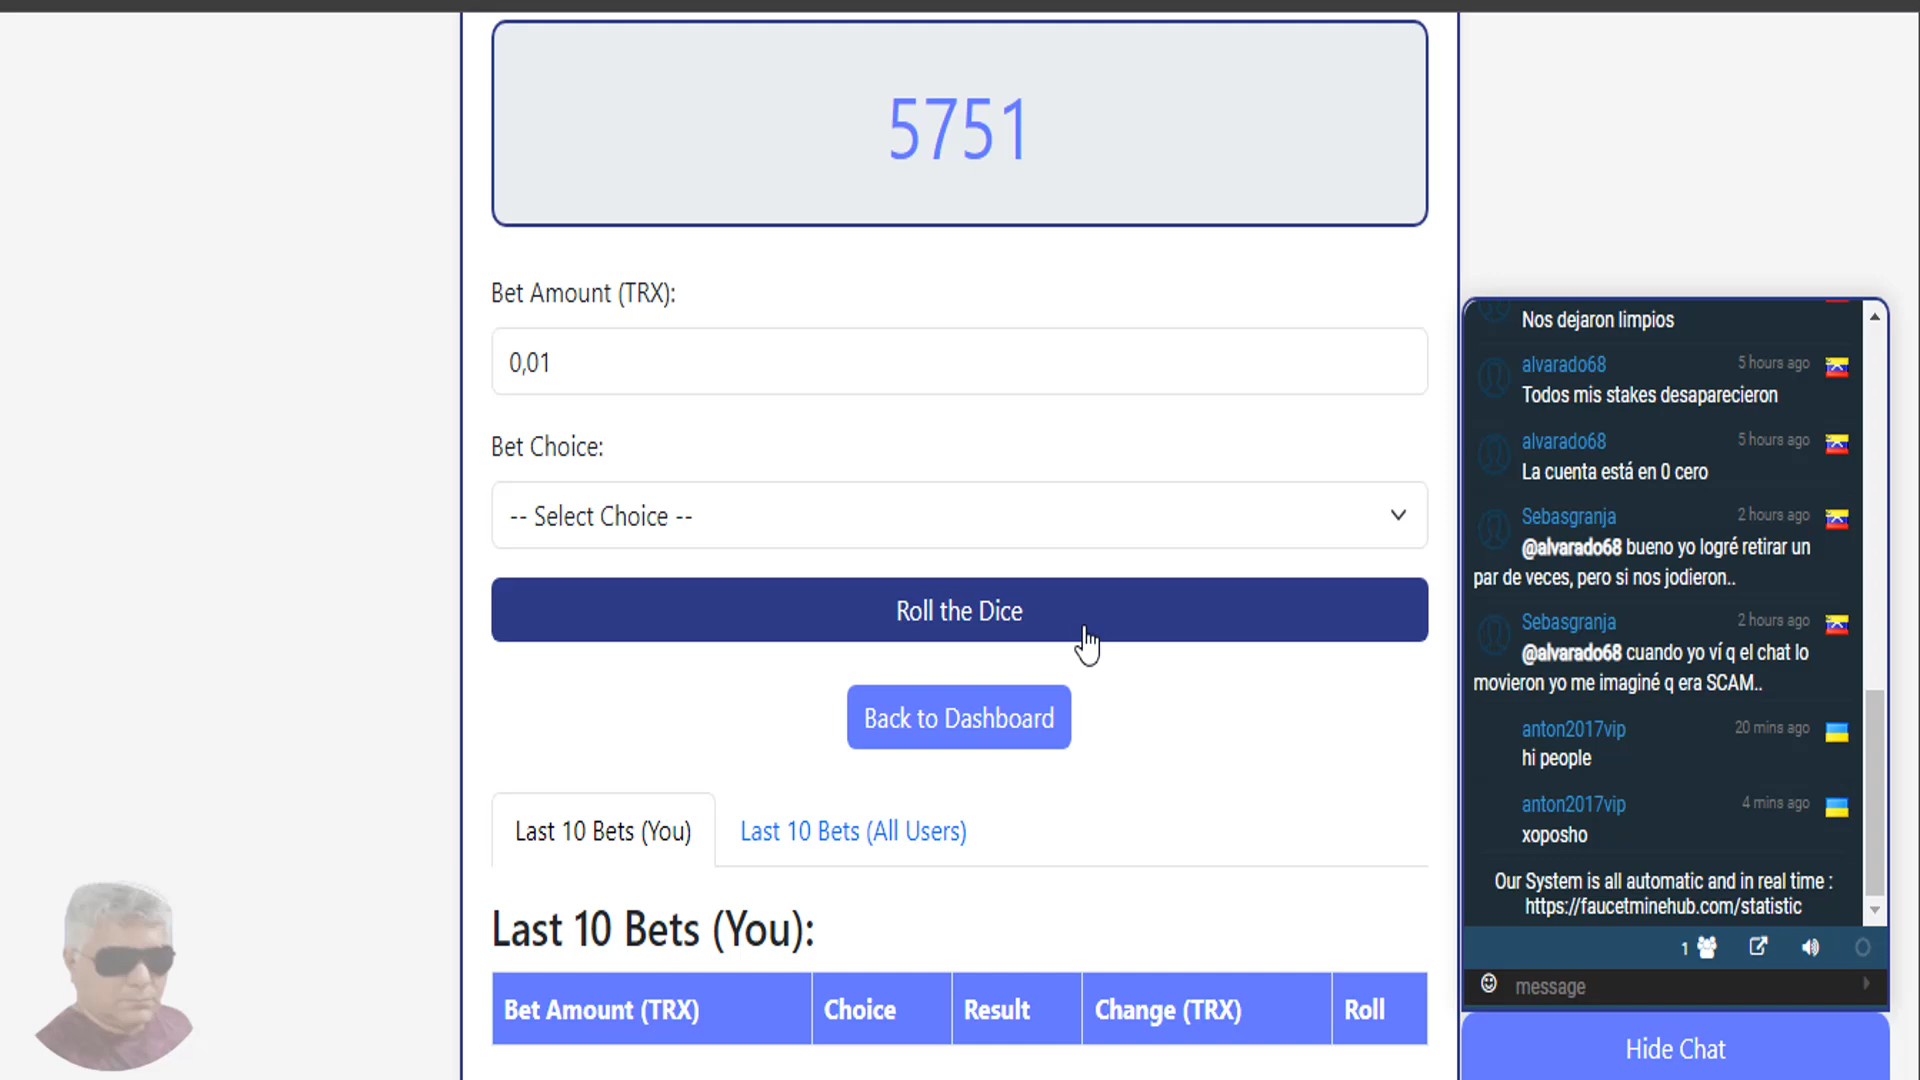 5751
Bet Amount (TRX):
0,01
Bet Choice:
-- Select Choice --
Roll the Dice
Back to Dashboard
Last 10 Bets (You)
Last 10 Bets (All Users)
Last 10 Bets (You):
Bet Amount (TRX)
Choice
Result
Change (TRX)
Roll
Nos dejaron limpios
alvarado68
5 hours ago
Todos mis stakes desaparecieron
alvarado68
5 hours ago
La cuenta está en 0 cero
Sebasgranja
2 hours ago
@alvarado68 bueno yo logré retirar un
par de veces, pero si nos jodieron..
Sebasgranja
2 hours ago
@alvarado68 cuando yo ví q el chat lo
movieron yo me imaginé q era SCAM..
anton2017vip
20 mins ago
hi people
anton2017vip
4 mins ago
xoposho
Our System is all automatic and in real time :
https://faucetminehub.com/statistic
1
message
Hide Chat